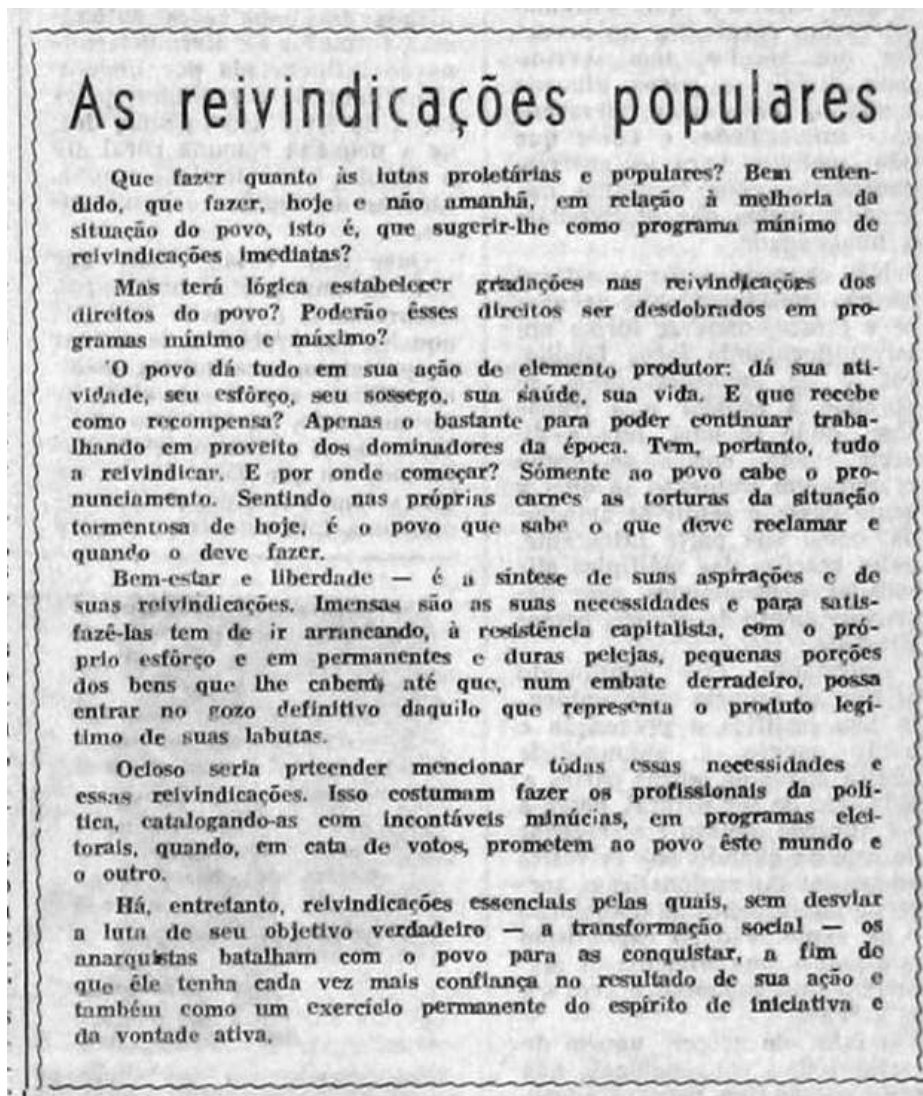 As reivindicações populares
Que fazer quanto às lutas proletárias e populares? Bem enten-
dido, que fazer, hoje e não amanhã, em relação à melhoria da
situação do povo, isto é, que sugerir-lhe como programa mínimo de
reivindicações imediatas?
Mas terá lógica estabelecer gradações nas reivindicações dos
direitos do povo? Poderão êsses direitos ser desdobrados em pro-
gramas mínimo e máximo?
O povo dá tudo em sua ação de elemento produtor: dá sua ati-
vidade, seu esfôrço, seu sossego, sua saúde, sua vida. E que recebe
como recompensa? Apenas o bastante para poder continuar traba-
lhando em proveito dos dominadores da época. Tem, portanto, tudo
a reivindicar. E por onde começar? Sòmente ao povo cabe o pro-
nunciamento. Sentindo nas próprias carnes as torturas da situação
tormentosa de hoje, é o povo que sabe o que deve reclamar e
quando o deve fazer.
Bem-estar e liberdade — é a síntese de suas aspirações e de
suas reivindicações. Imensas são as suas necessidades e para satis-
fazê-las tem de ir arrancando, à resistência capitalista, com o pró-
prio esfôrço e em permanentes e duras pelejas, pequenas porções
dos bens que lhe cabem, até que, num embate derradeiro, possa
entrar no gozo definitivo daquilo que representa o produto legí-
timo de suas labutas.
Ocioso seria prteender mencionar tôdas essas necessidades e
essas reivindicações. Isso costumam fazer os profissionais da polí-
tica, catalogando-as com incontáveis minúcias, em programas elei-
torais, quando, em cata de votos, prometem ao povo êste mundo e
o outro.
Há, entretanto, reivindicações essenciais pelas quais, sem desviar
a luta de seu objetivo verdadeiro — a transformação social — os
anarquistas batalham com o povo para as conquistar, a fim de
que êle tenha cada vez mais confiança no resultado de sua ação e
também como um exercício permanente do espírito de iniciativa e
da vontade ativa.